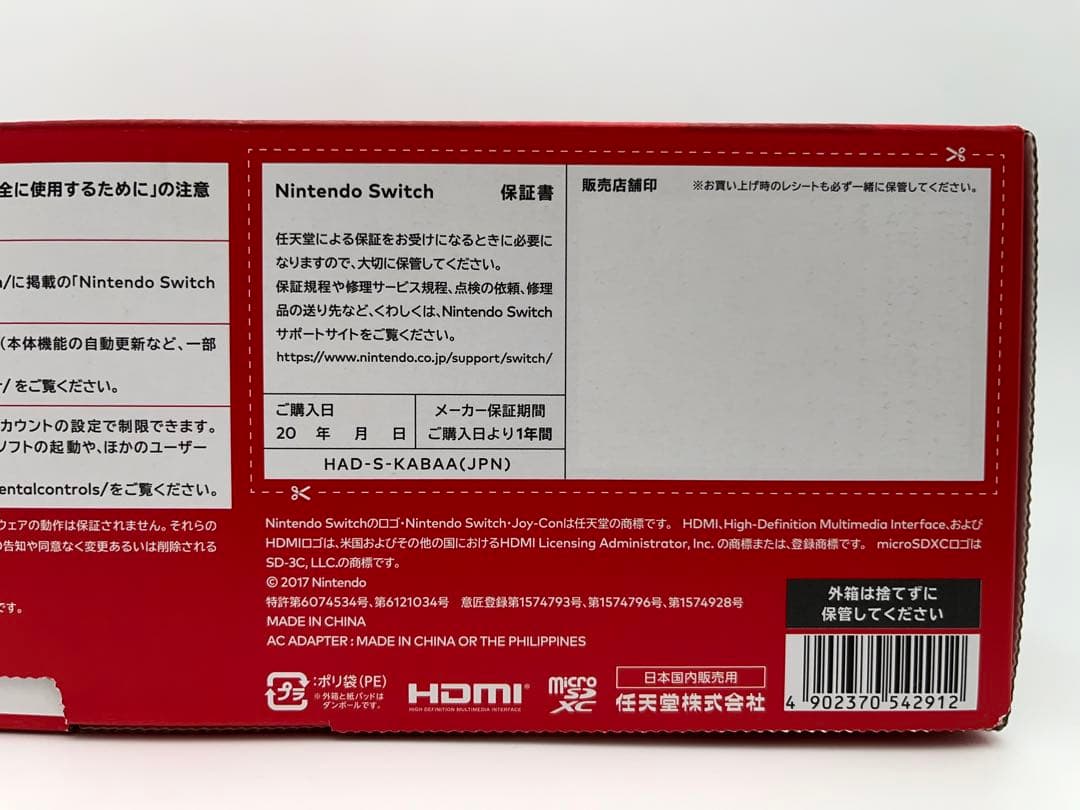 全に使用するために」の注意
/に掲載の「Nintendo Switch
(本体機能の自動更新など、一部
/ をご覧ください。
カウントの設定で制限できます。
ソフトの起動や、ほかのユーザー
entalcontrols/をご覧ください。
ウェアの動作は保証されません。それらの
の告知や同意なく変更あるいは削除される
です。
Nintendo Switch 保証書
任天堂による保証をお受けになるときに必要に
なりますので、大切に保管してください。
保証規程や修理サービス規程、点検の依頼、修理
品の送り先など、くわしくは、Nintendo Switch
サポートサイトをご覧ください。
https://www.nintendo.co.jp/support/switch/
ご購入日
20 年 月 日
メーカー保証期間
ご購入日より1年間
HAD-S-KABAA(JPN)
販売店舗印 ※お買い上げ時のレシートも必ず一緒に保管してください。
Nintendo Switchのロゴ・Nintendo Switch・Joy-Conは任天堂の商標です。 HDMI、High-Definition Multimedia Interface、および
HDMIロゴは、米国およびその他の国におけるHDMI Licensing Administrator, Inc. の商標または、登録商標です。 microSDXCロゴは
SD-3C, LLC.の商標です。
© 2017 Nintendo
特許第6074534号、第6121034号 意匠登録第1574793号、第1574796号、第1574928号
MADE IN CHINA
AC ADAPTER : MADE IN CHINA OR THE PHILIPPINES
プラ
:ポリ袋(PE)
※外箱と紙パッドは
ダンボールです。
HDMI®
HIGH-DEFINITION MULTIMEDIA INTERFACE
micro
SD
XC
日本国内販売用
任天堂株式会社
外箱は捨てずに
保管してください
4 902370 542912